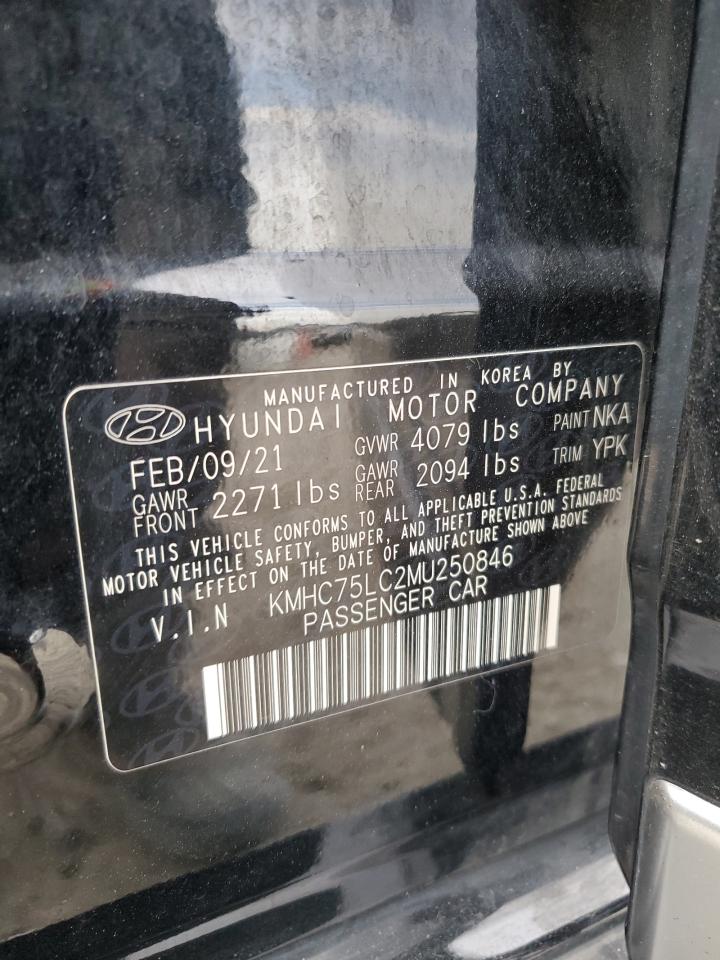 MANUFACTURED IN KOREA BY
HYUNDAI MOTOR COMPANY
FEB/09/21 GVWR 4079 lbs PAINT NKA
GAWR FRONT 2271 lbs GAWR REAR 2094 lbs TRIM YPK
THIS VEHICLE CONFORMS TO ALL APPLICABLE U.S.A. FEDERAL
MOTOR VEHICLE SAFETY, BUMPER, AND THEFT PREVENTION STANDARDS
IN EFFECT ON THE DATE OF MANUFACTURE SHOWN ABOVE
V.I.N KMHC75LC2MU250846
PASSENGER CAR